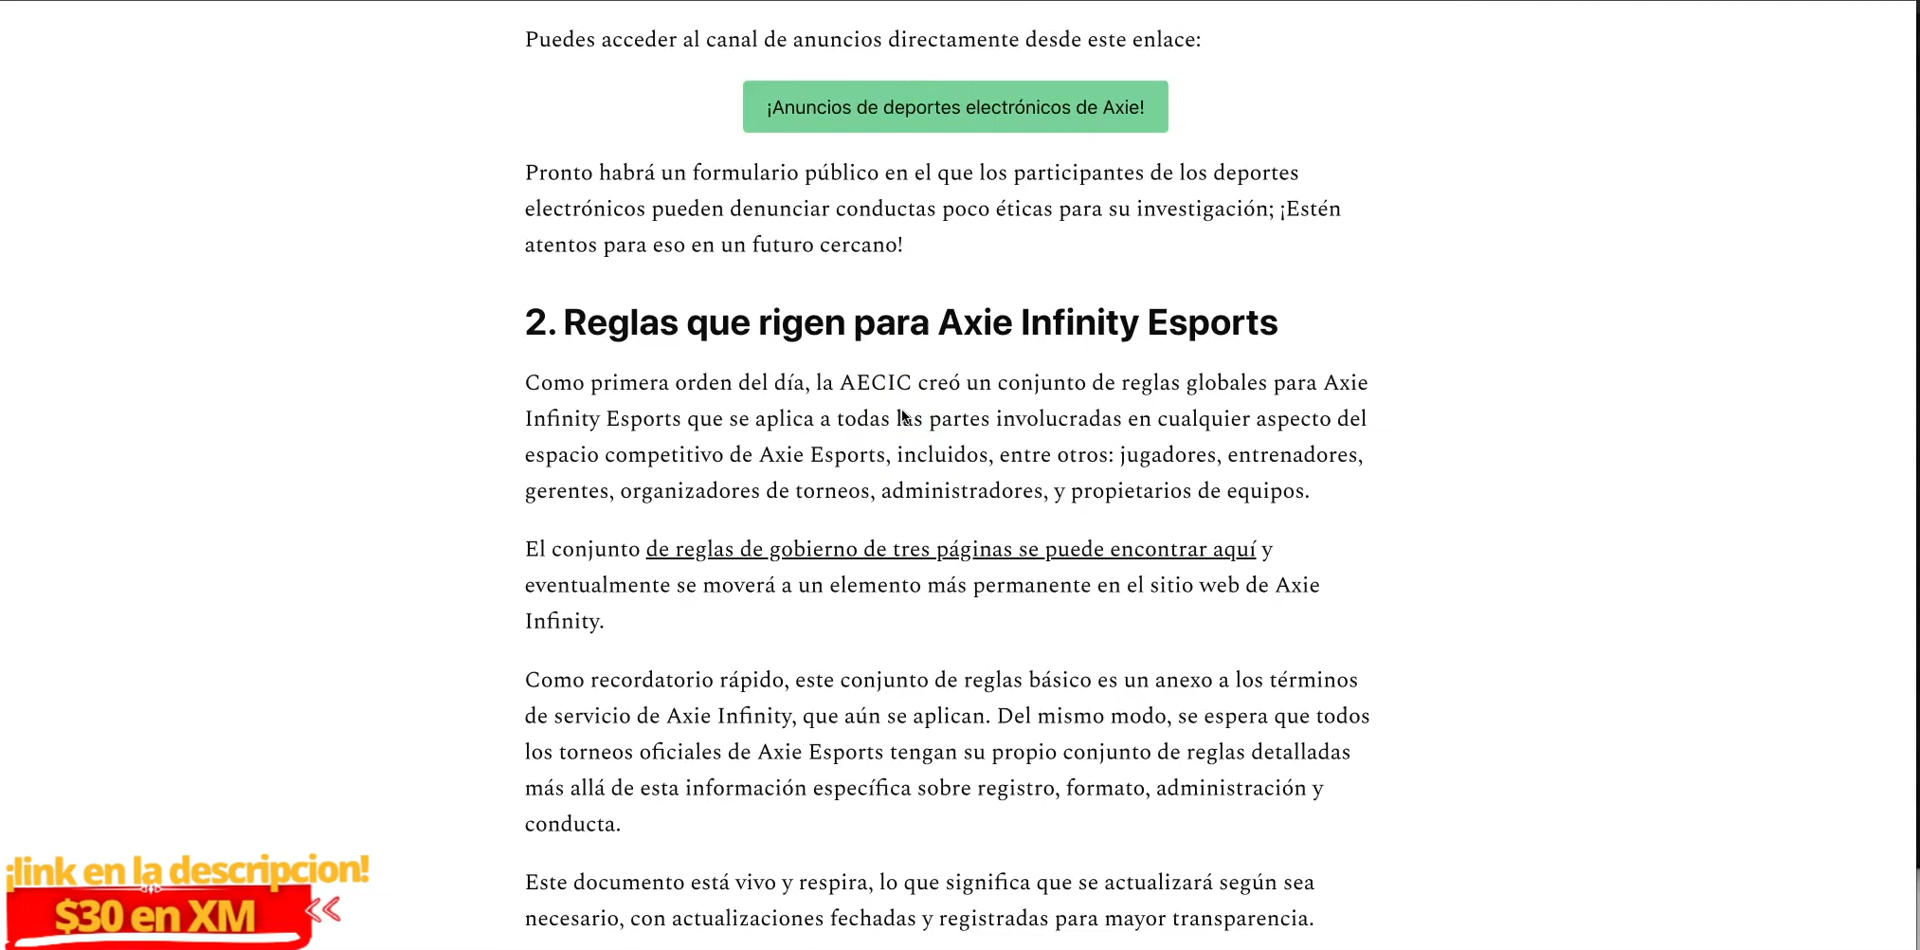 Puedes acceder al canal de anuncios directamente desde este enlace:
¡Anuncios de deportes electrónicos de Axie!
Pronto habrá un formulario público en el que los participantes de los deportes
electrónicos pueden denunciar conductas poco éticas para su investigación; ¡Estén
atentos para eso en un futuro cercano!
2. Reglas que rigen para Axie Infinity Esports
Como primera orden del día, la AECIC creó un conjunto de reglas globales para Axie
Infinity Esports que se aplica a todas las partes involucradas en cualquier aspecto del
espacio competitivo de Axie Esports, incluidos, entre otros: jugadores, entrenadores,
gerentes, organizadores de torneos, administradores, y propietarios de equipos.
El conjunto de reglas de gobierno de tres páginas se puede encontrar aquí y
eventualmente se moverá a un elemento más permanente en el sitio web de Axie
Infinity.
Como recordatorio rápido, este conjunto de reglas básico es un anexo a los términos
de servicio de Axie Infinity, que aún se aplican. Del mismo modo, se espera que todos
los torneos oficiales de Axie Esports tengan su propio conjunto de reglas detalladas
más allá de esta información específica sobre registro, formato, administración y
conducta.
Este documento está vivo y respira, lo que significa que se actualizará según sea
necesario, con actualizaciones fechadas y registradas para mayor transparencia.
¡link en la descripcion!
$30 en XM <<